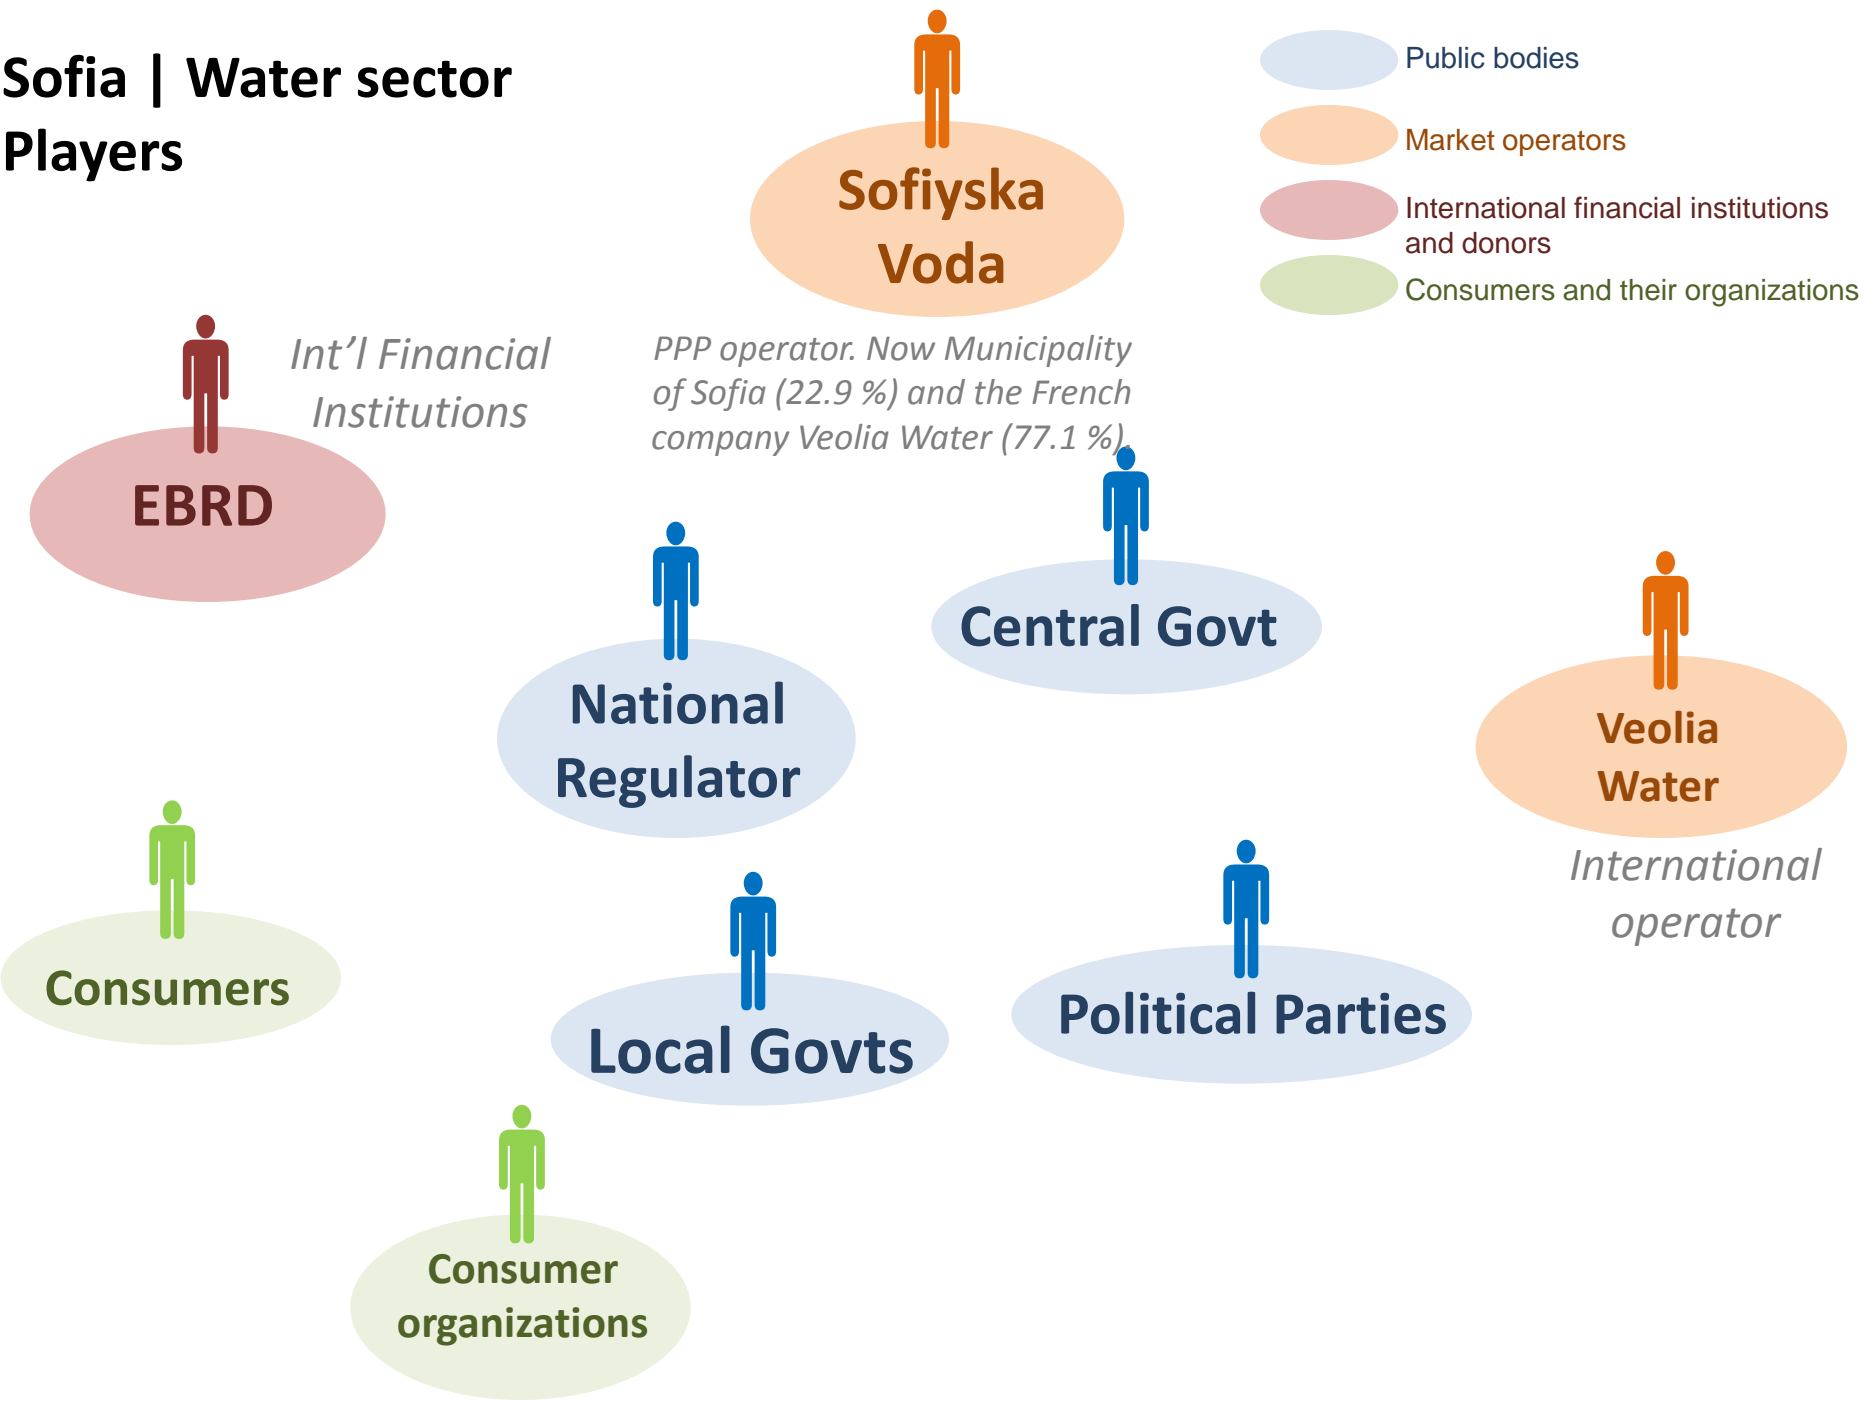 Sofia | Water sector
Players
Public bodies
Market operators
International financial institutions
and donors
Consumers and their organizations
Sofiyska
Voda
PPP operator. Now Municipality
of Sofia (22.9 %) and the French
company Veolia Water (77.1 %).
Int’l Financial
Institutions
EBRD
Central Govt
National
Regulator
Veolia
Water
International
operator
Consumers
Local Govts
Political Parties
Consumer
organizations